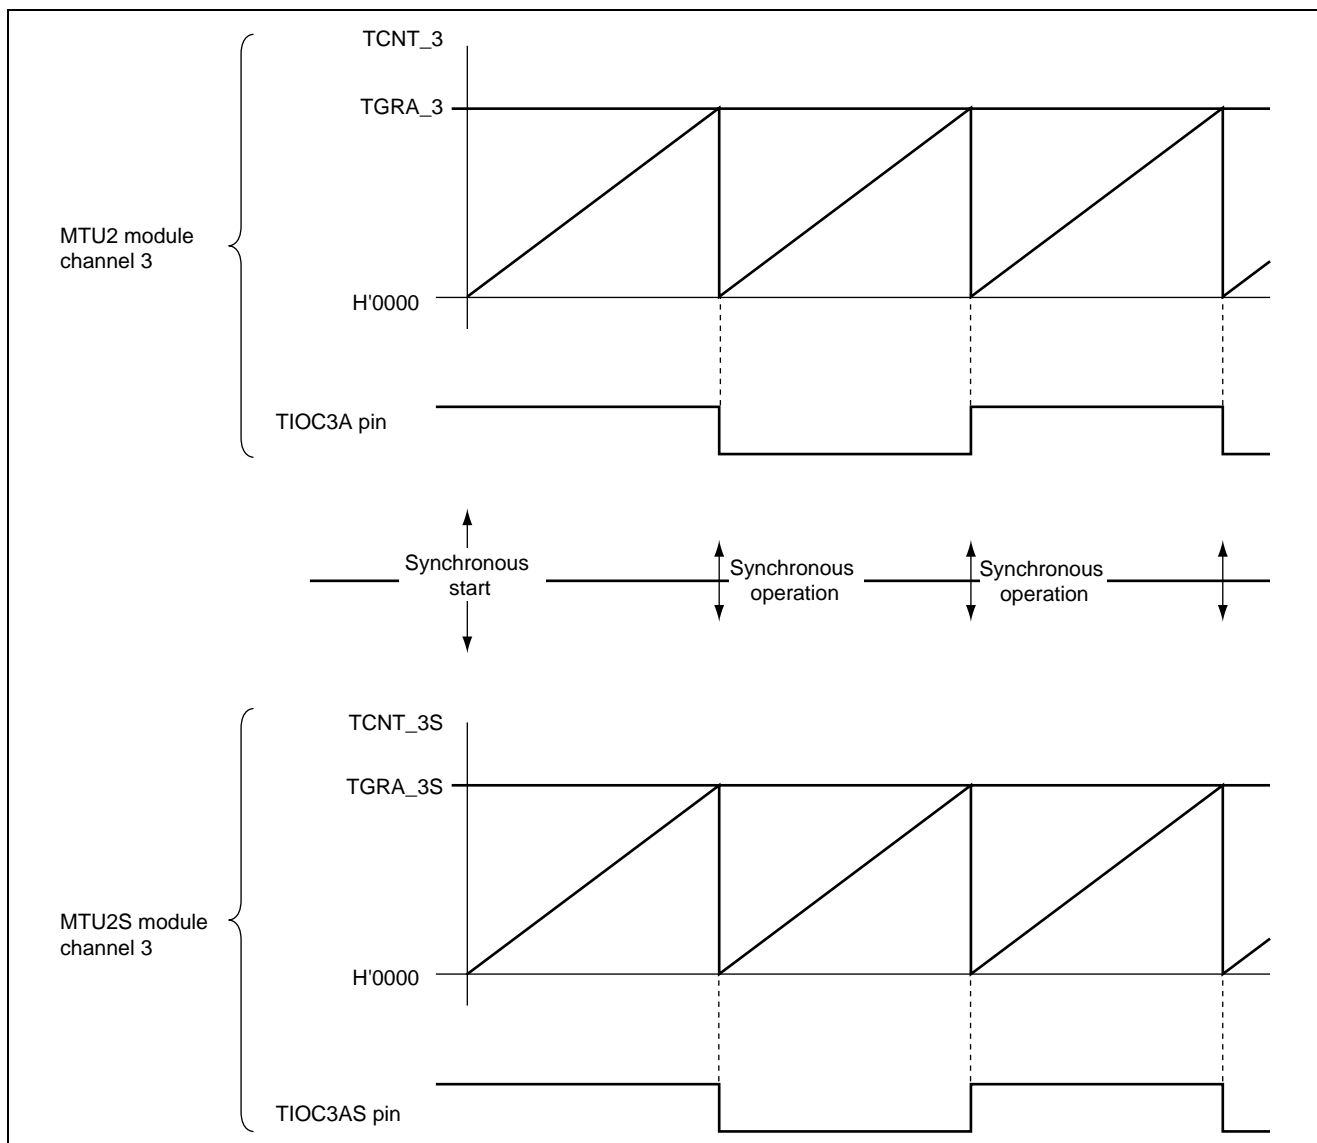 TCNT_3
TGRA_3
MTU2 module
channel 3
H'0000
TIOC3A pin
Synchronous
start
Synchronous
operation
Synchronous
operation
TCNT_3S
TGRA_3S
MTU2S module
channel 3
H'0000
TIOC3AS pin